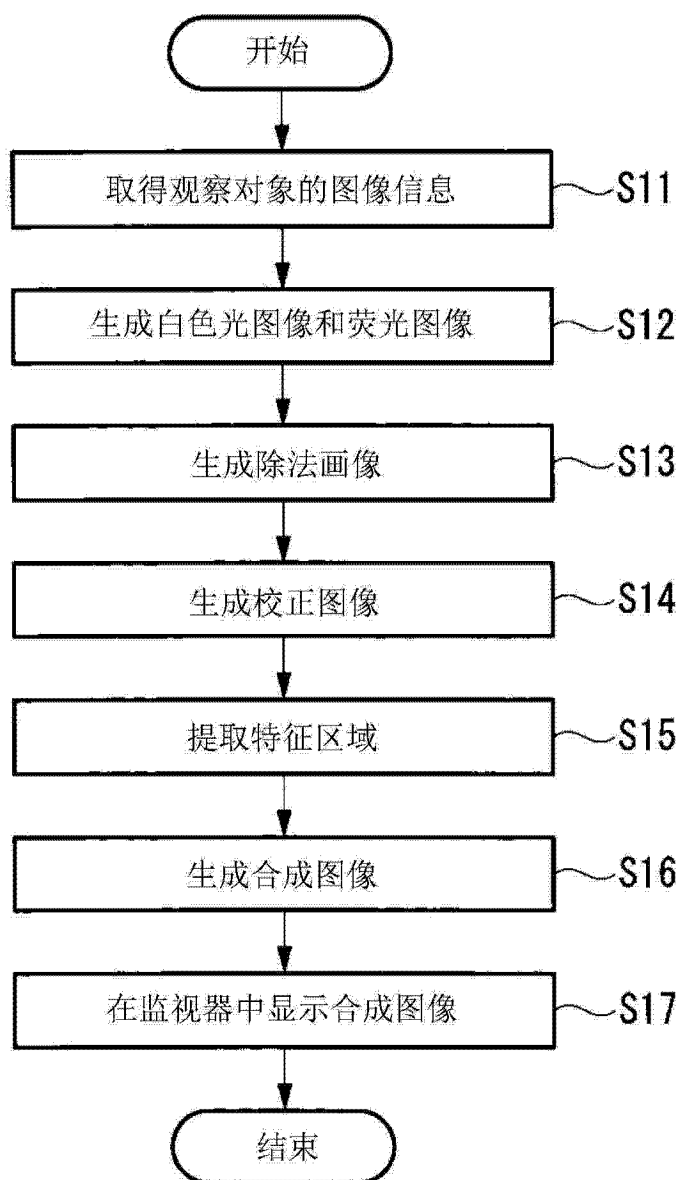 开始
取得观察对象的图像信息 S11
生成白色光图像和荧光图像 S12
生成除法画像 S13
生成校正图像 S14
提取特征区域 S15
生成合成图像 S16
在监视器中显示合成图像 S17
结束